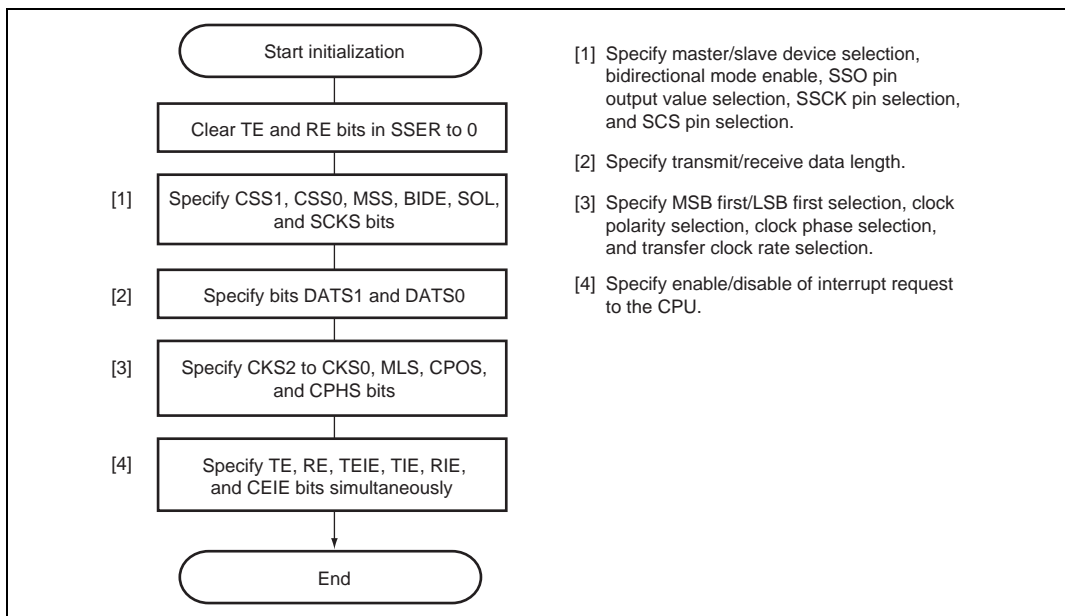 Start initialization
Clear TE and RE bits in SSER to 0
[1]
Specify CSS1, CSS0, MSS, BIDE, SOL,
and SCKS bits
[2]
Specify bits DATS1 and DATS0
[3]
Specify CKS2 to CKS0, MLS, CPOS,
and CPHS bits
[4]
Specify TE, RE, TEIE, TIE, RIE,
and CEIE bits simultaneously
End
[1] Specify master/slave device selection,
bidirectional mode enable, SSO pin
output value selection, SSCK pin selection,
and SCS pin selection.
[2] Specify transmit/receive data length.
[3] Specify MSB first/LSB first selection, clock
polarity selection, clock phase selection,
and transfer clock rate selection.
[4] Specify enable/disable of interrupt request
to the CPU.